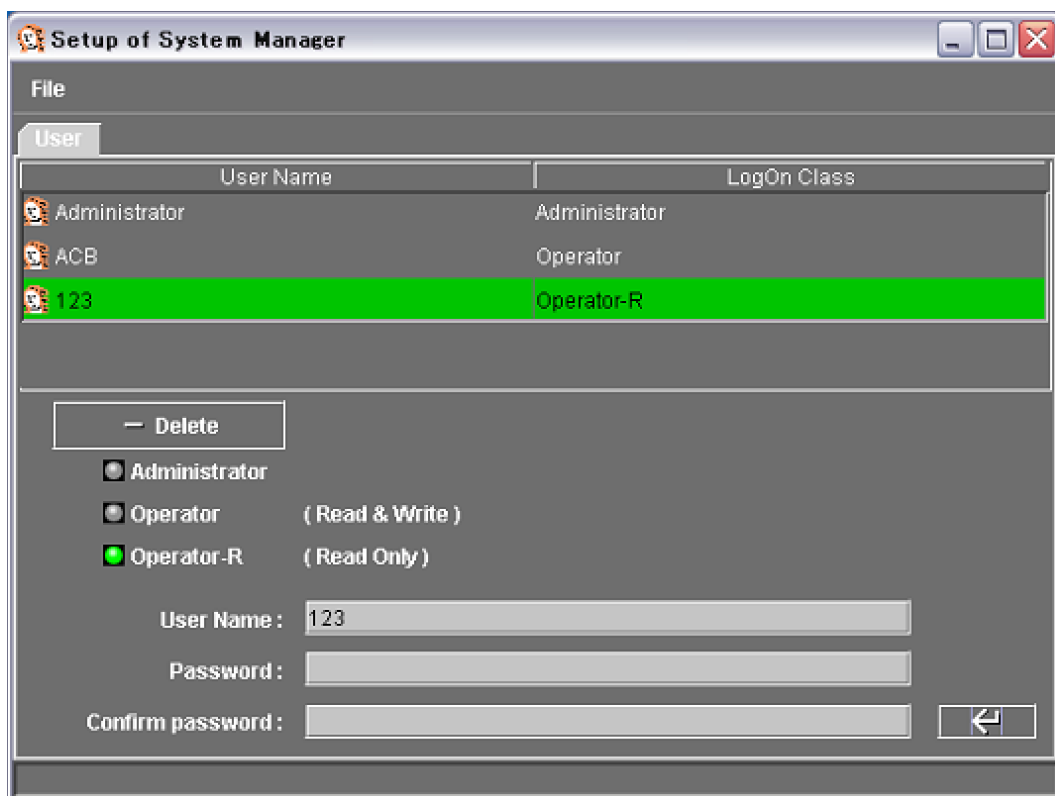 Setup of System Manager
File
User
User Name LogOn Class
Administrator Administrator
ACB Operator
123 Operator-R
— Delete
Administrator
Operator ( Read & Write )
Operator-R ( Read Only )
User Name : 123
Password :
Confirm password :